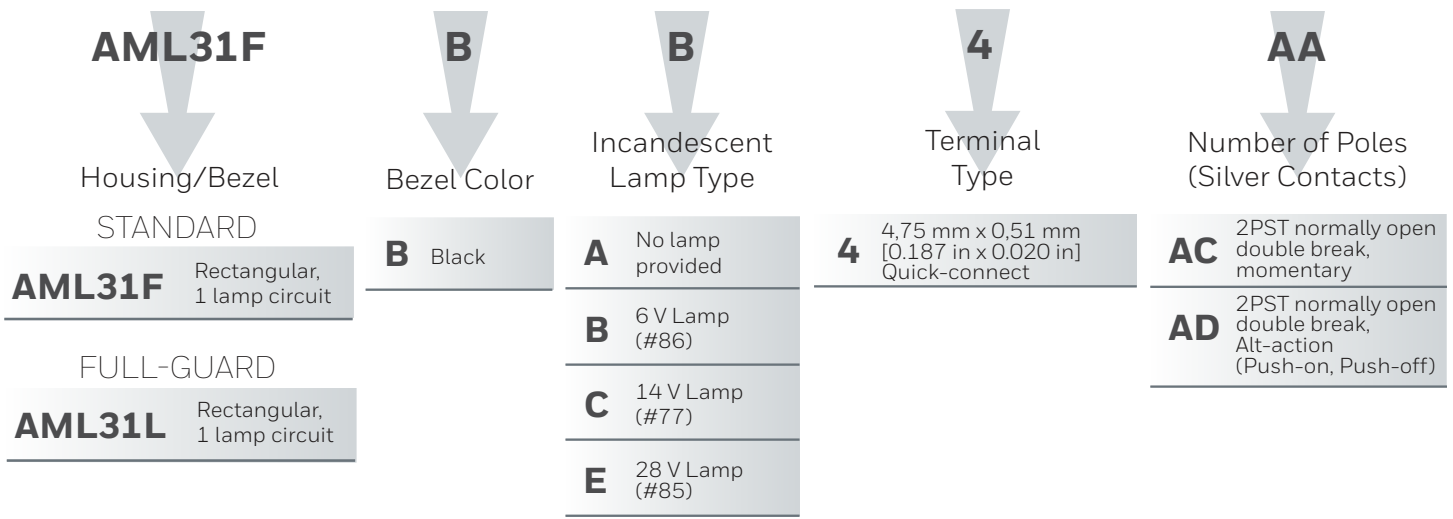 AML31F
B
B
4
AA
Housing/Bezel
STANDARD
AML31F
Rectangular,
1 lamp circuit
FULL-GUARD
AML31L
Rectangular,
1 lamp circuit
Bezel Color
B
Black
Incandescent
Lamp Type
A
No lamp
provided
B
6 V Lamp
(#86)
C
14 V Lamp
(#77)
E
28 V Lamp
(#85)
Terminal
Type
4
4,75 mm x 0,51 mm
[0.187 in x 0.020 in]
Quick-connect
Number of Poles
(Silver Contacts)
AC
2PST normally open
double break,
momentary
AD
2PST normally open
double break,
Alt-action
(Push-on, Push-off)